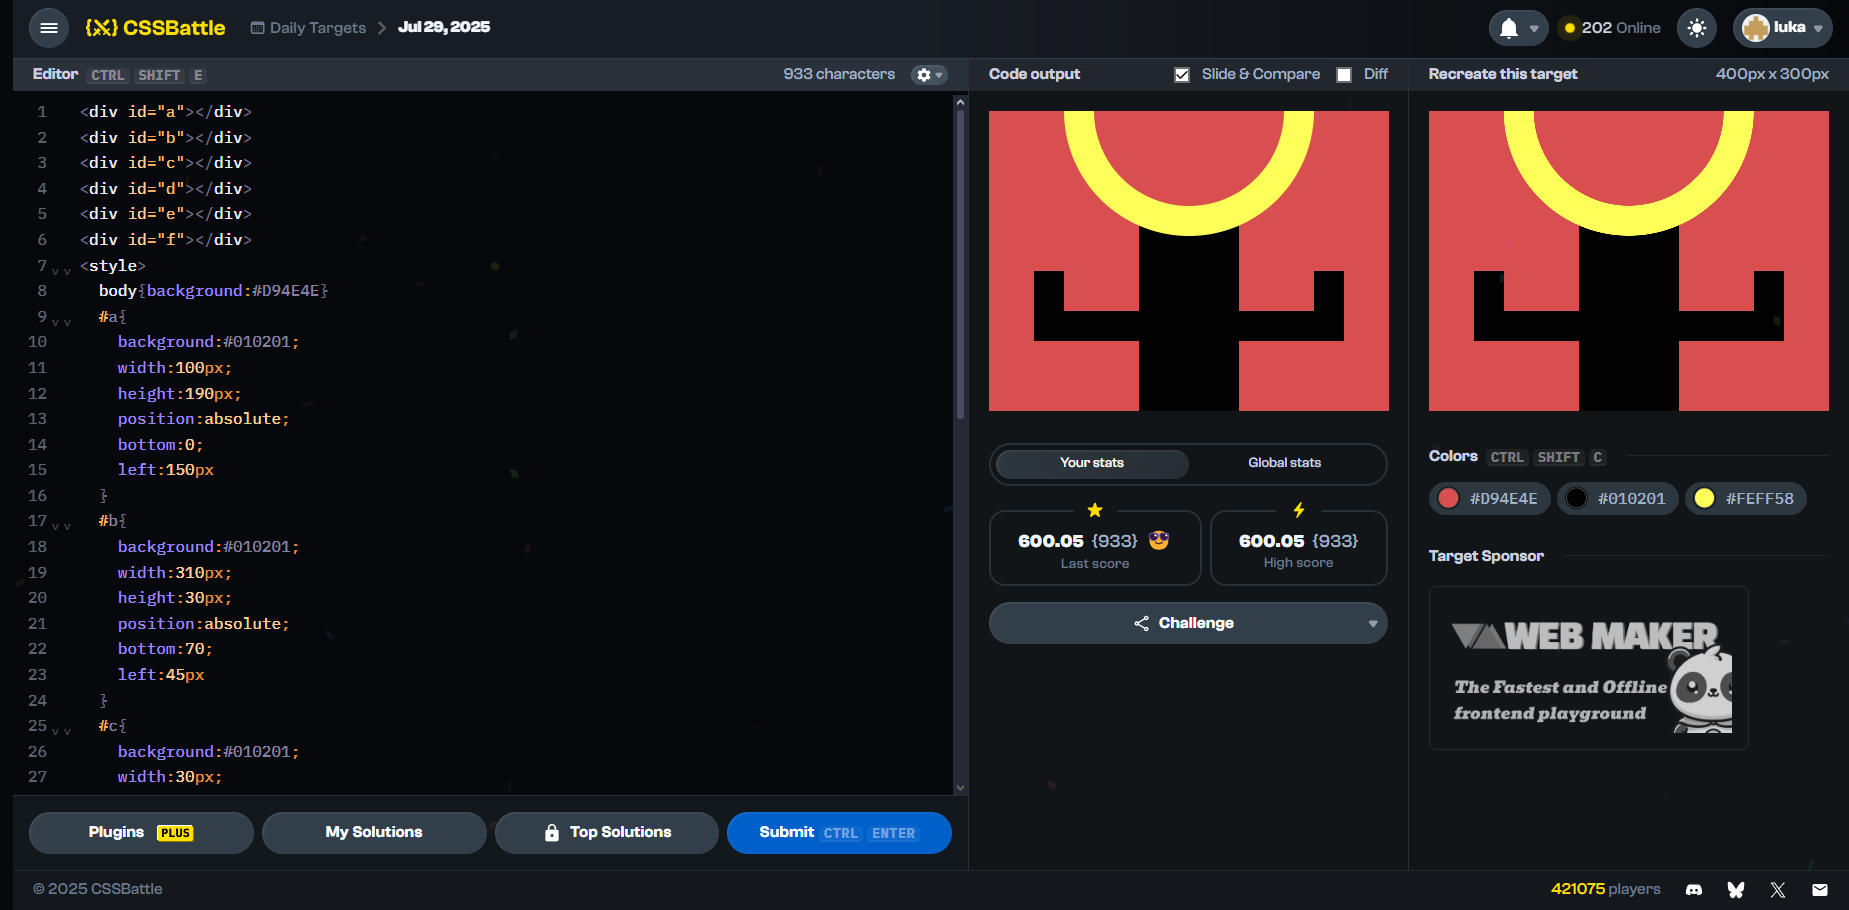 {X} CSSBattle
Daily Targets
Jul 29, 2025
202 Online
luka
Editor CTRL SHIFT E
933 characters
Code output
Slide & Compare
Diff
Recreate this target
400px x 300px
1 <div id="a"></div>
2 <div id="b"></div>
3 <div id="c"></div>
4 <div id="d"></div>
5 <div id="e"></div>
6 <div id="f"></div>
7 <style>
8 body{background:#D94E4E}
9 #a{
10 background:#010201;
11 width:100px;
12 height:190px;
13 position:absolute;
14 bottom:0;
15 left:150px
16 }
17 #b{
18 background:#010201;
19 width:310px;
20 height:30px;
21 position:absolute;
22 bottom:70;
23 left:45px
24 }
25 #c{
26 background:#010201;
27 width:30px;
Your stats
Global stats
600.05 {933}
Last score
600.05 {933}
High score
Challenge
Colors CTRL SHIFT C
#D94E4E
#010201
#FEFF58
Target Sponsor
WEB MAKER
The Fastest and Offline
frontend playground
Plugins PLUS
My Solutions
Top Solutions
Submit CTRL ENTER
© 2025 CSSBattle
421075 players